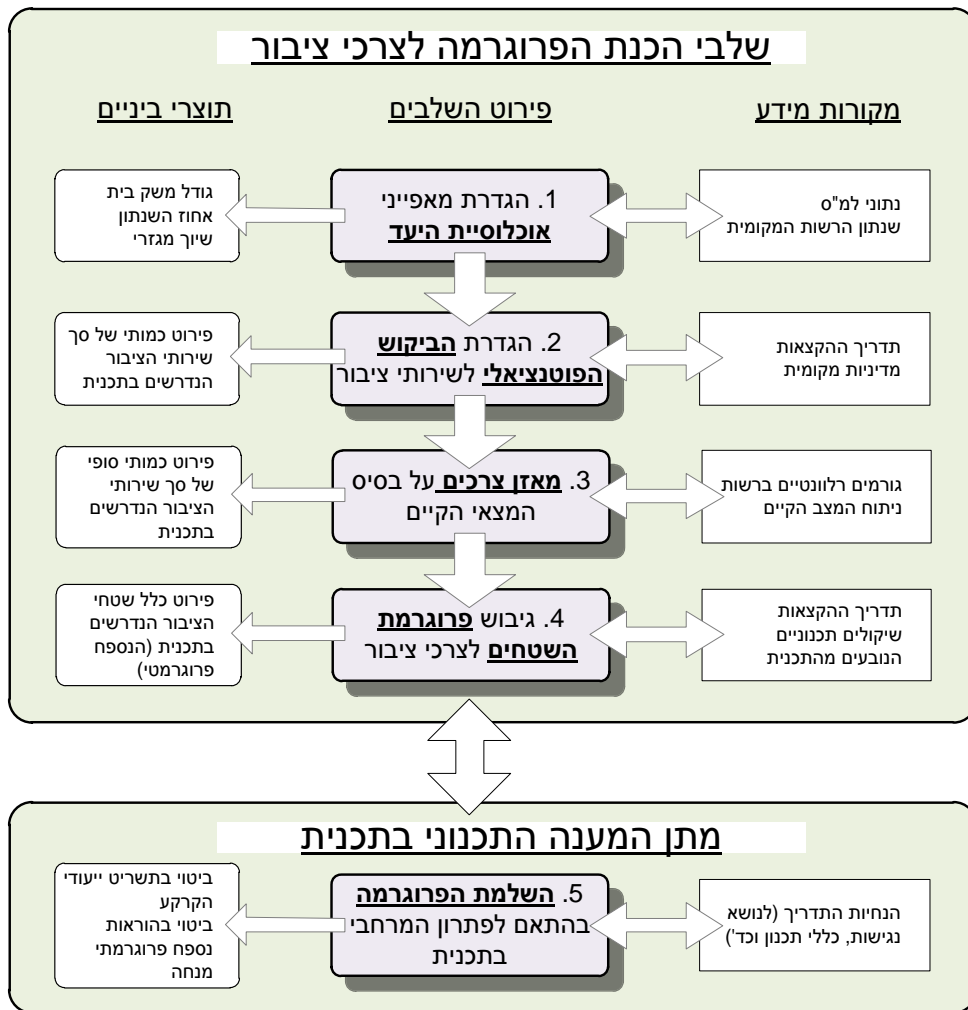 שלבי הכנת הפרוגרמה לצרכי ציבור
מקורות מידע
פירוט השלבים
תוצרי ביניים
נתוני למ"ס
שנתון הרשות המקומית
1. הגדרת מאפייני
אוכלוסיית היעד
גודל משק בית
אחוז השנתון
שיוך מגזרי
תדריך ההקצאות
מדיניות מקומית
2. הגדרת הביקוש
הפוטנציאלי לשירותי ציבור
פירוט כמותי של סך
שירותי הציבור
הנדרשים בתכנית
גורמים רלוונטיים ברשות
ניתוח המצב הקיים
3. מאזן צרכים על בסיס
המצאי הקיים
פירוט כמותי סופי
של סך שירותי
הציבור הנדרשים
בתכנית
תדריך ההקצאות
שיקולים תכנוניים
הנובעים מהתכנית
4. גיבוש פרוגרמת
השטחים לצרכי ציבור
פירוט כלל שטחי
הציבור הנדרשים
בתכנית (הנספח
פרוגרמטי)
מתן המענה התכנוני בתכנית
הנחיות התדריך (לנושא
נגישות, כללי תכנון וכד')
5. השלמת הפרוגרמה
בהתאם לפתרון המרחבי
בתכנית
ביטוי בתשריט ייעודי
הקרקע
ביטוי בהוראות
נספח פרוגרמתי
מנחה